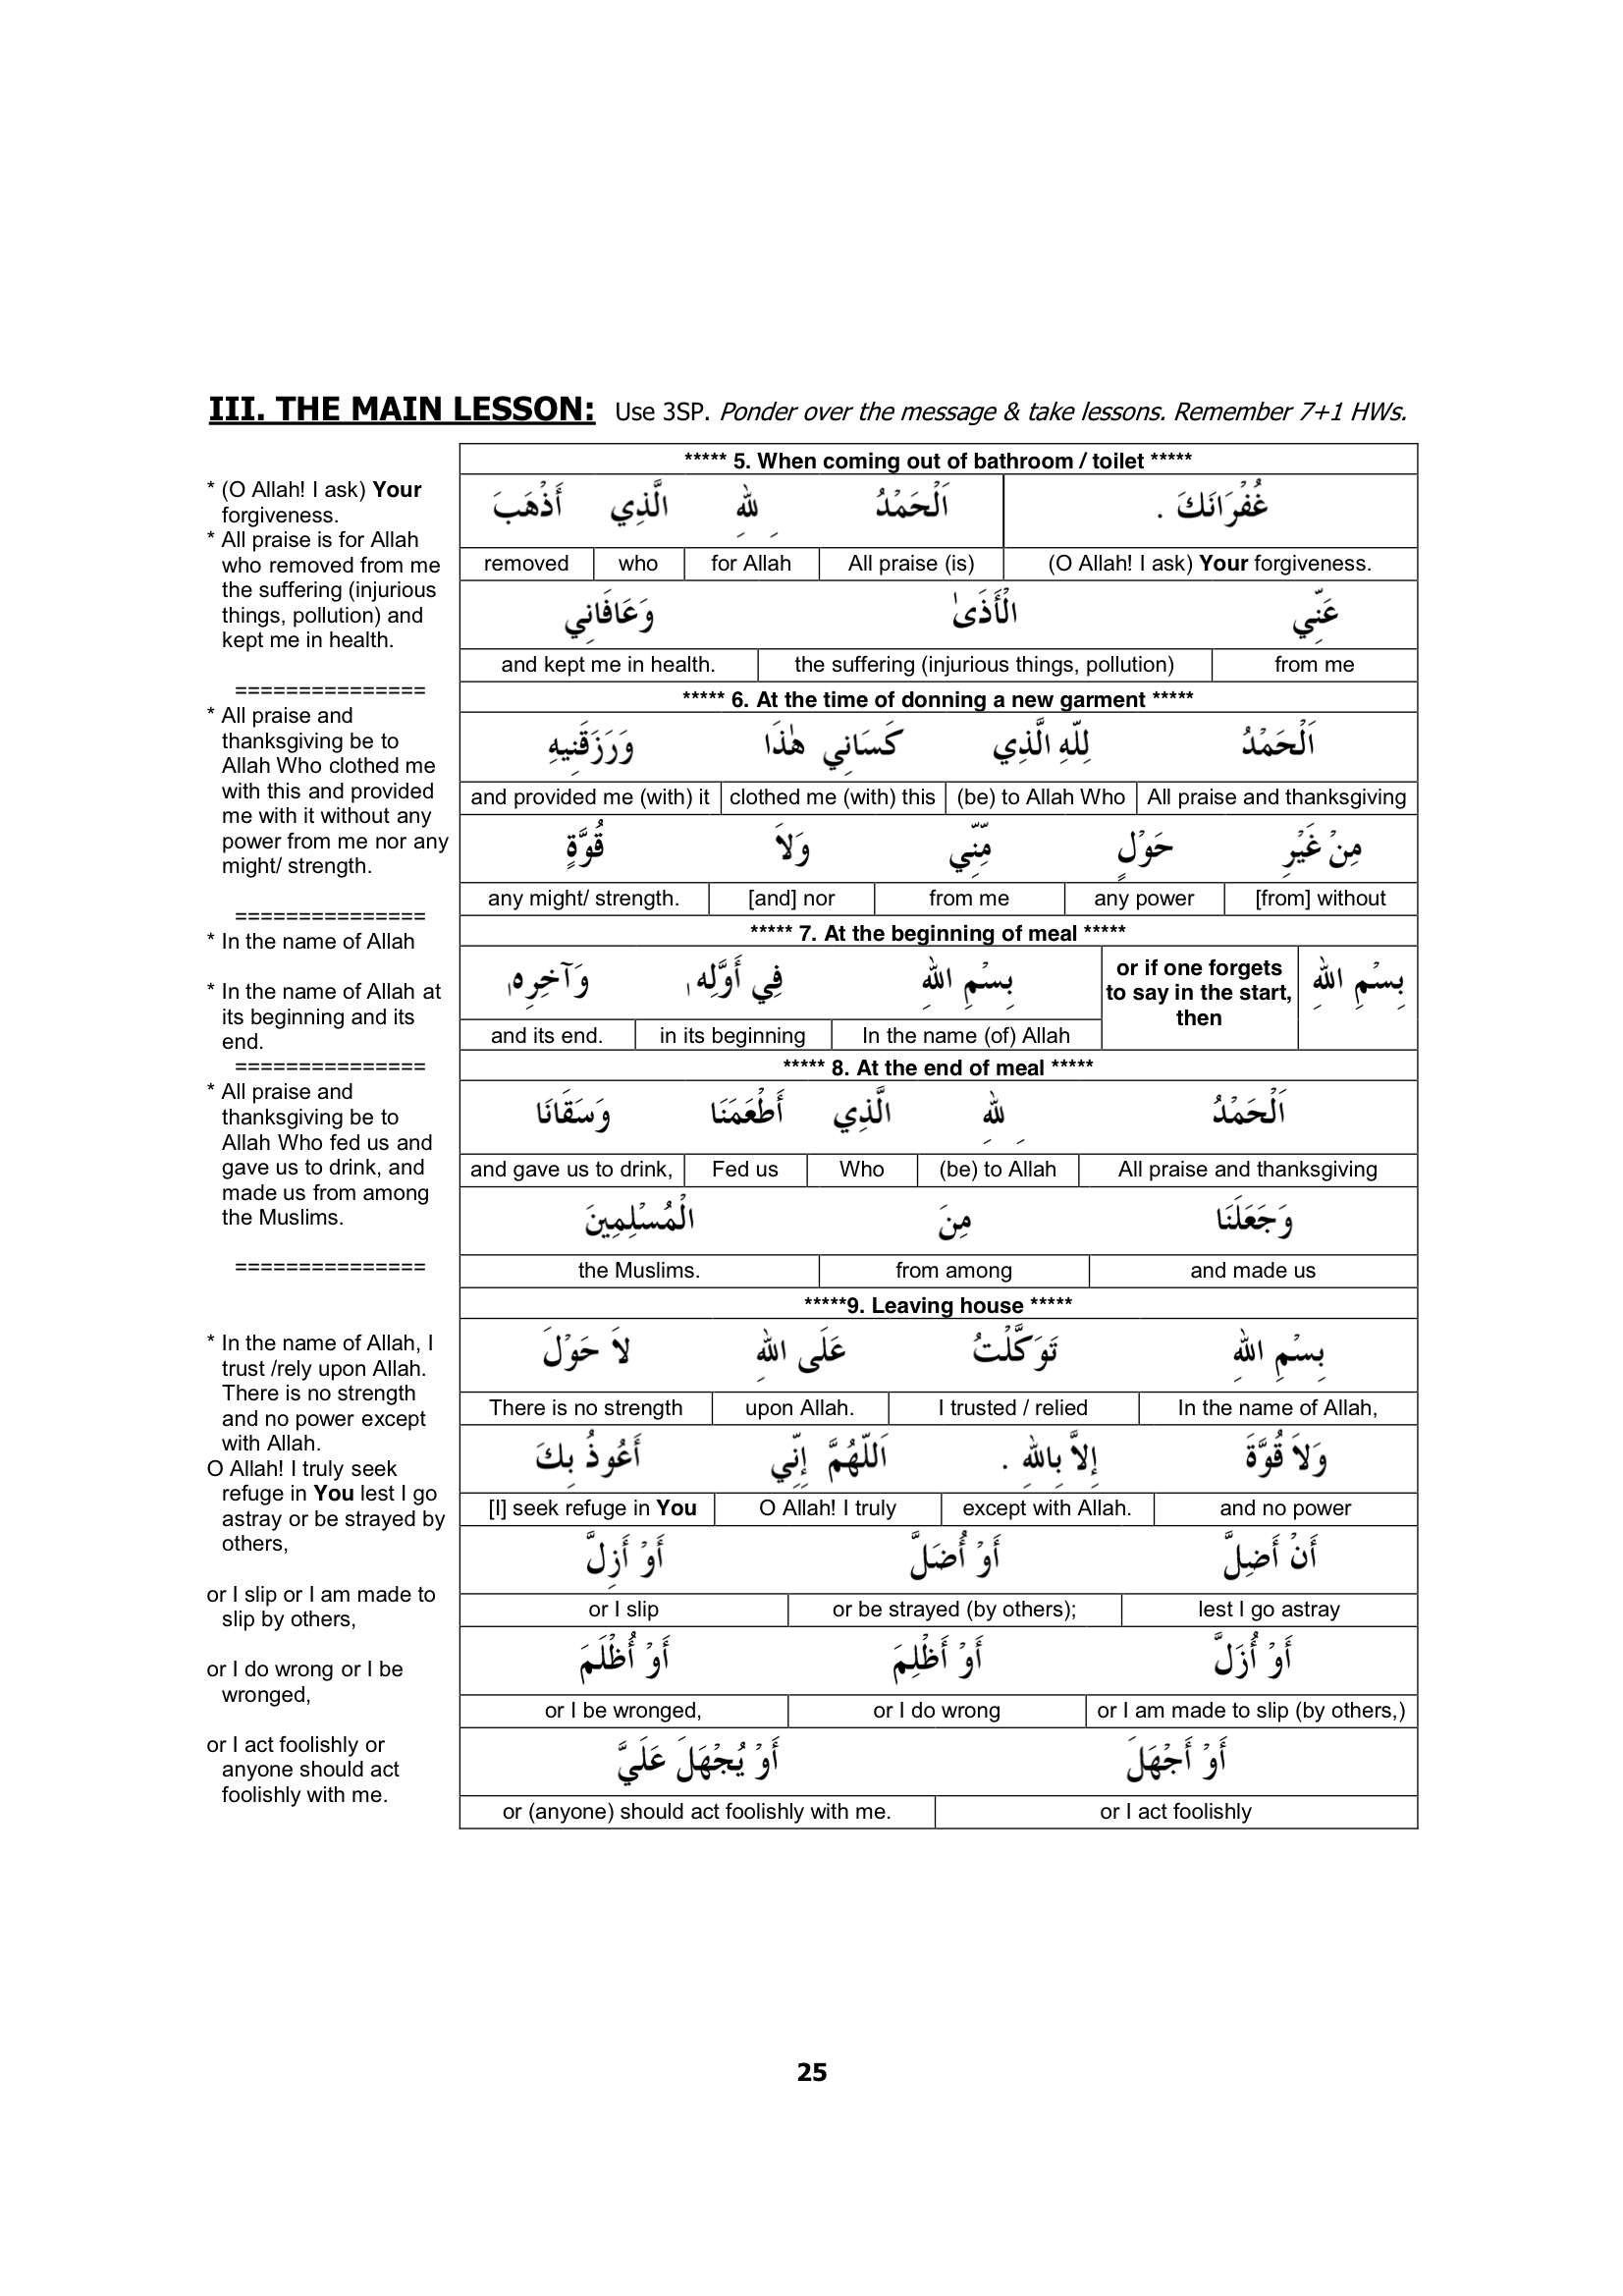 III. THE MAIN LESSON: Use 3SP. Ponder over the message & take lessons. Remember 7+1 HWs.
* (O Allah! I ask) Your
forgiveness.
* All praise is for Allah
who removed from me
the suffering (injurious
things, pollution) and
kept me in health.
===============
* All praise and
thanksgiving be to
Allah Who clothed me
with this and provided
me with it without any
power from me nor any
might/ strength.
===============
* In the name of Allah
* In the name of Allah at
its beginning and its
end.
===============
* All praise and
thanksgiving be to
Allah Who fed us and
gave us to drink, and
made us from among
the Muslims.
===============
* In the name of Allah, I
trust /rely upon Allah.
There is no strength
and no power except
with Allah.
O Allah! I truly seek
refuge in You lest I go
astray or be strayed by
others,
or I slip or I am made to
slip by others,
or I do wrong or I be
wronged,
or I act foolishly or
anyone should act
foolishly with me.
***** 5. When coming out of bathroom / toilet *****
غُفْرَانَكَ . اَلْحَمْدُ لِلّٰهِ الَّذِي أَذْهَبَ
(O Allah! I ask) Your forgiveness. All praise (is) for Allah who removed
عَنِّي الْأَذَىٰ وَعَافَانِي
from me the suffering (injurious things, pollution) and kept me in health.
***** 6. At the time of donning a new garment *****
اَلْحَمْدُ لِلّهِ الَّذِي كَسَانِي هٰذَا وَرَزَقَنِيهِ
All praise and thanksgiving (be) to Allah Who clothed me (with) this and provided me (with) it
مِنْ غَيْرِ حَوْلٍ مِّنِّي وَلاَ قُوَّةٍ
[from] without any power from me [and] nor any might/ strength.
***** 7. At the beginning of meal *****
بِسْمِ اللهِ or if one forgets to say in the start, then بِسْمِ اللهِ فِي أَوَّلِهٖ وَآخِرِهٖ
In the name (of) Allah in its beginning and its end.
***** 8. At the end of meal *****
اَلْحَمْدُ لِلّٰهِ الَّذِي أَطْعَمَنَا وَسَقَانَا
All praise and thanksgiving (be) to Allah Who Fed us and gave us to drink,
وَجَعَلَنَا مِنَ الْمُسْلِمِينَ
and made us from among the Muslims.
*****9. Leaving house *****
بِسْمِ اللهِ تَوَكَّلْتُ عَلَى اللهِ لاَ حَوْلَ
In the name of Allah, I trusted / relied upon Allah. There is no strength
وَلاَ قُوَّةَ إِلاَّ بِاللهِ . اَللّٰهُمَّ إِنِّي أَعُوذُ بِكَ
and no power except with Allah. O Allah! I truly [I] seek refuge in You
أَنْ أَضِلَّ أَوْ أُضَلَّ أَوْ أَزِلَّ
lest I go astray or be strayed (by others); or I slip
أَوْ أُزَلَّ أَوْ أَظْلِمَ أَوْ أُظْلَمَ
or I am made to slip (by others,) or I do wrong or I be wronged,
أَوْ أَجْهَلَ أَوْ يُجْهَلَ عَلَيَّ
or I act foolishly or (anyone) should act foolishly with me.
25